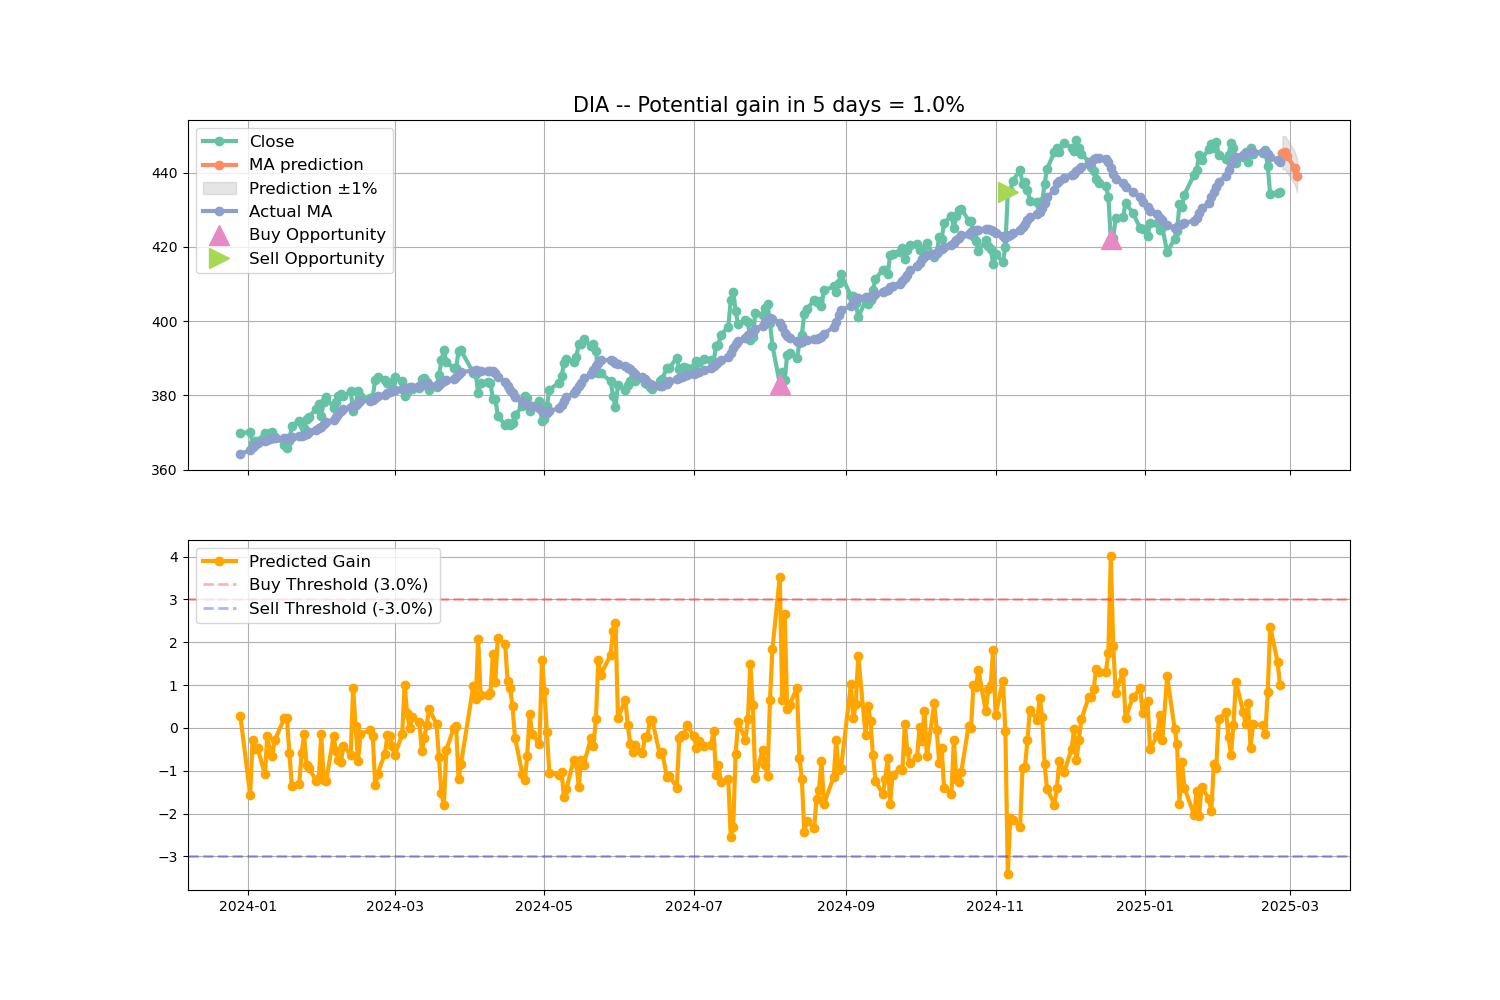 DIA -- Potential gain in 5 days = 1.0%
Close
MA prediction
Prediction ±1%
Actual MA
Buy Opportunity
Sell Opportunity
440
420
400
380
360
Predicted Gain
Buy Threshold (3.0%)
Sell Threshold (-3.0%)
4
3
2
1
0
−1
−2
−3
2024-01 2024-03 2024-05 2024-07 2024-09 2024-11 2025-01 2025-03